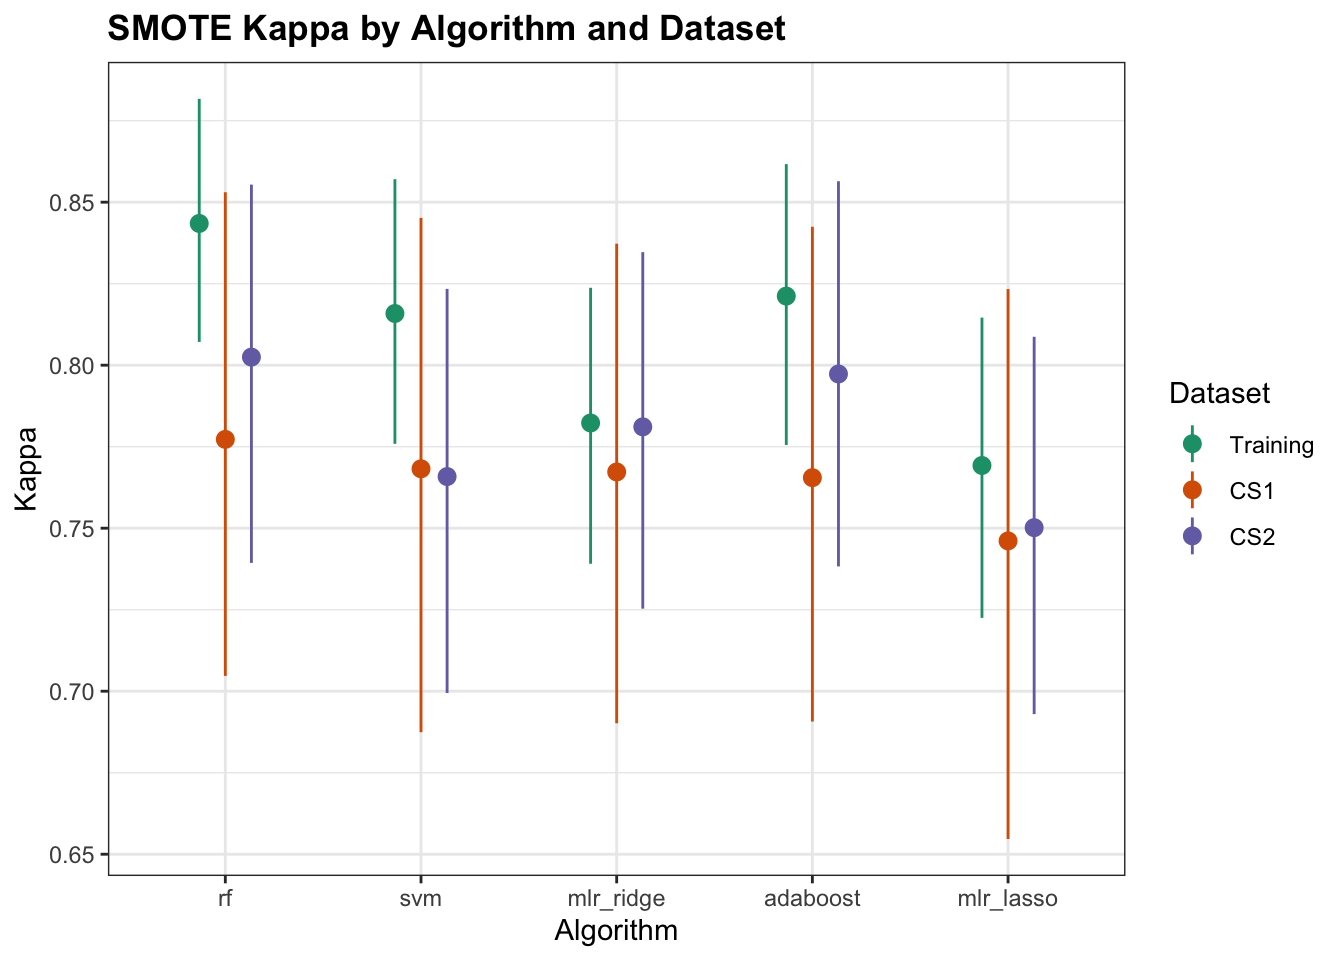 SMOTE Kappa by Algorithm and Dataset
Kappa
0.85
0.80
0.75
0.70
0.65
rf svm mlr_ridge adaboost mlr_lasso
Algorithm
Dataset
Training
CS1
CS2